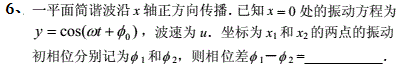 6、一平面简谐波沿 x 轴正方向传播. 已知 x = 0 处的振动方程为
y = cos(ωt + ϕ₀) , 波速为 u. 坐标为 x₁ 和 x₂ 的两点的振动
初相位分别记为 ϕ₁ 和 ϕ₂, 则相位差 ϕ₁－ϕ₂ =__________.